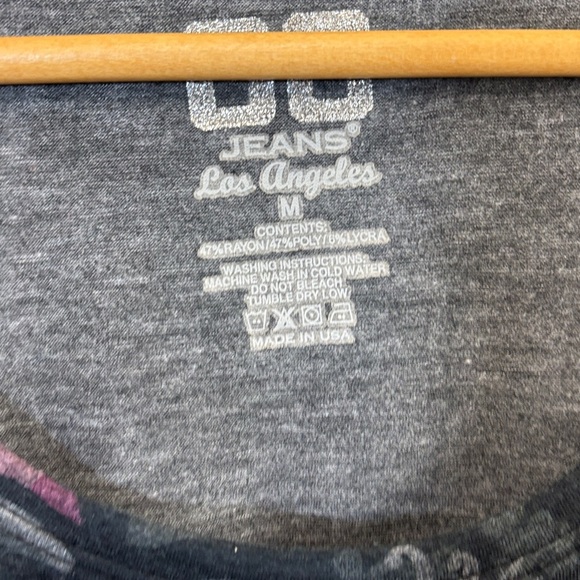 JEANS®
Los Angeles
M
CONTENTS:
47%RAYON/47%POLY/6%LYCRA
WASHING INSTRUCTIONS:
MACHINE WASH IN COLD WATER
DO NOT BLEACH
TUMBLE DRY LOW
MADE IN USA